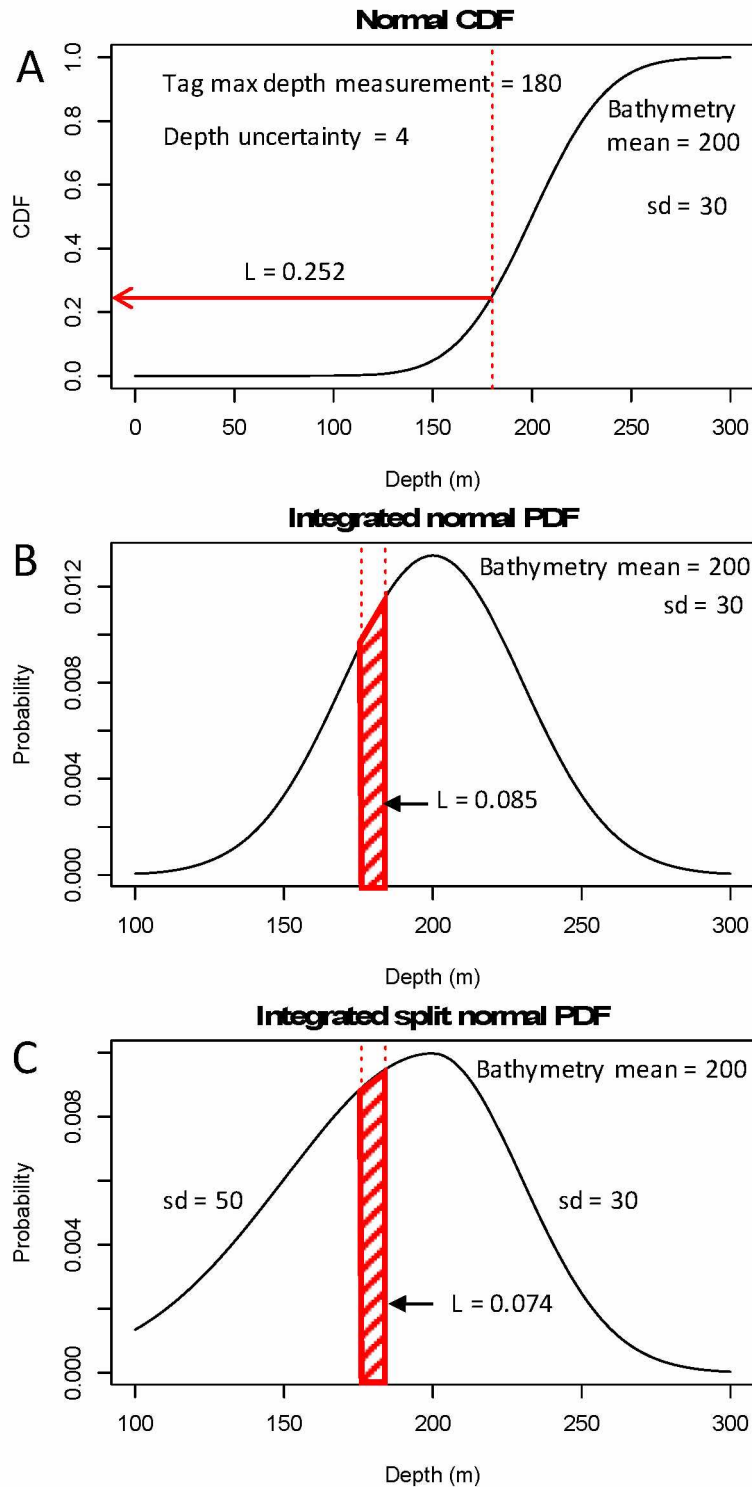 Normal CDF
A
Tag max depth measurement = 180
Depth uncertainty = 4
Bathymetry
mean = 200
sd = 30
L = 0.252
CDF
1.0
0.8
0.6
0.4
0.2
0.0
0 50 100 150 200 250 300
Depth (m)
Integrated normal PDF
B
Bathymetry mean = 200
sd = 30
L = 0.085
Probability
0.012
0.008
0.004
0.000
100 150 200 250 300
Depth (m)
Integrated split normal PDF
C
Bathymetry mean = 200
sd = 50
sd = 30
L = 0.074
Probability
0.008
0.004
0.000
100 150 200 250 300
Depth (m)